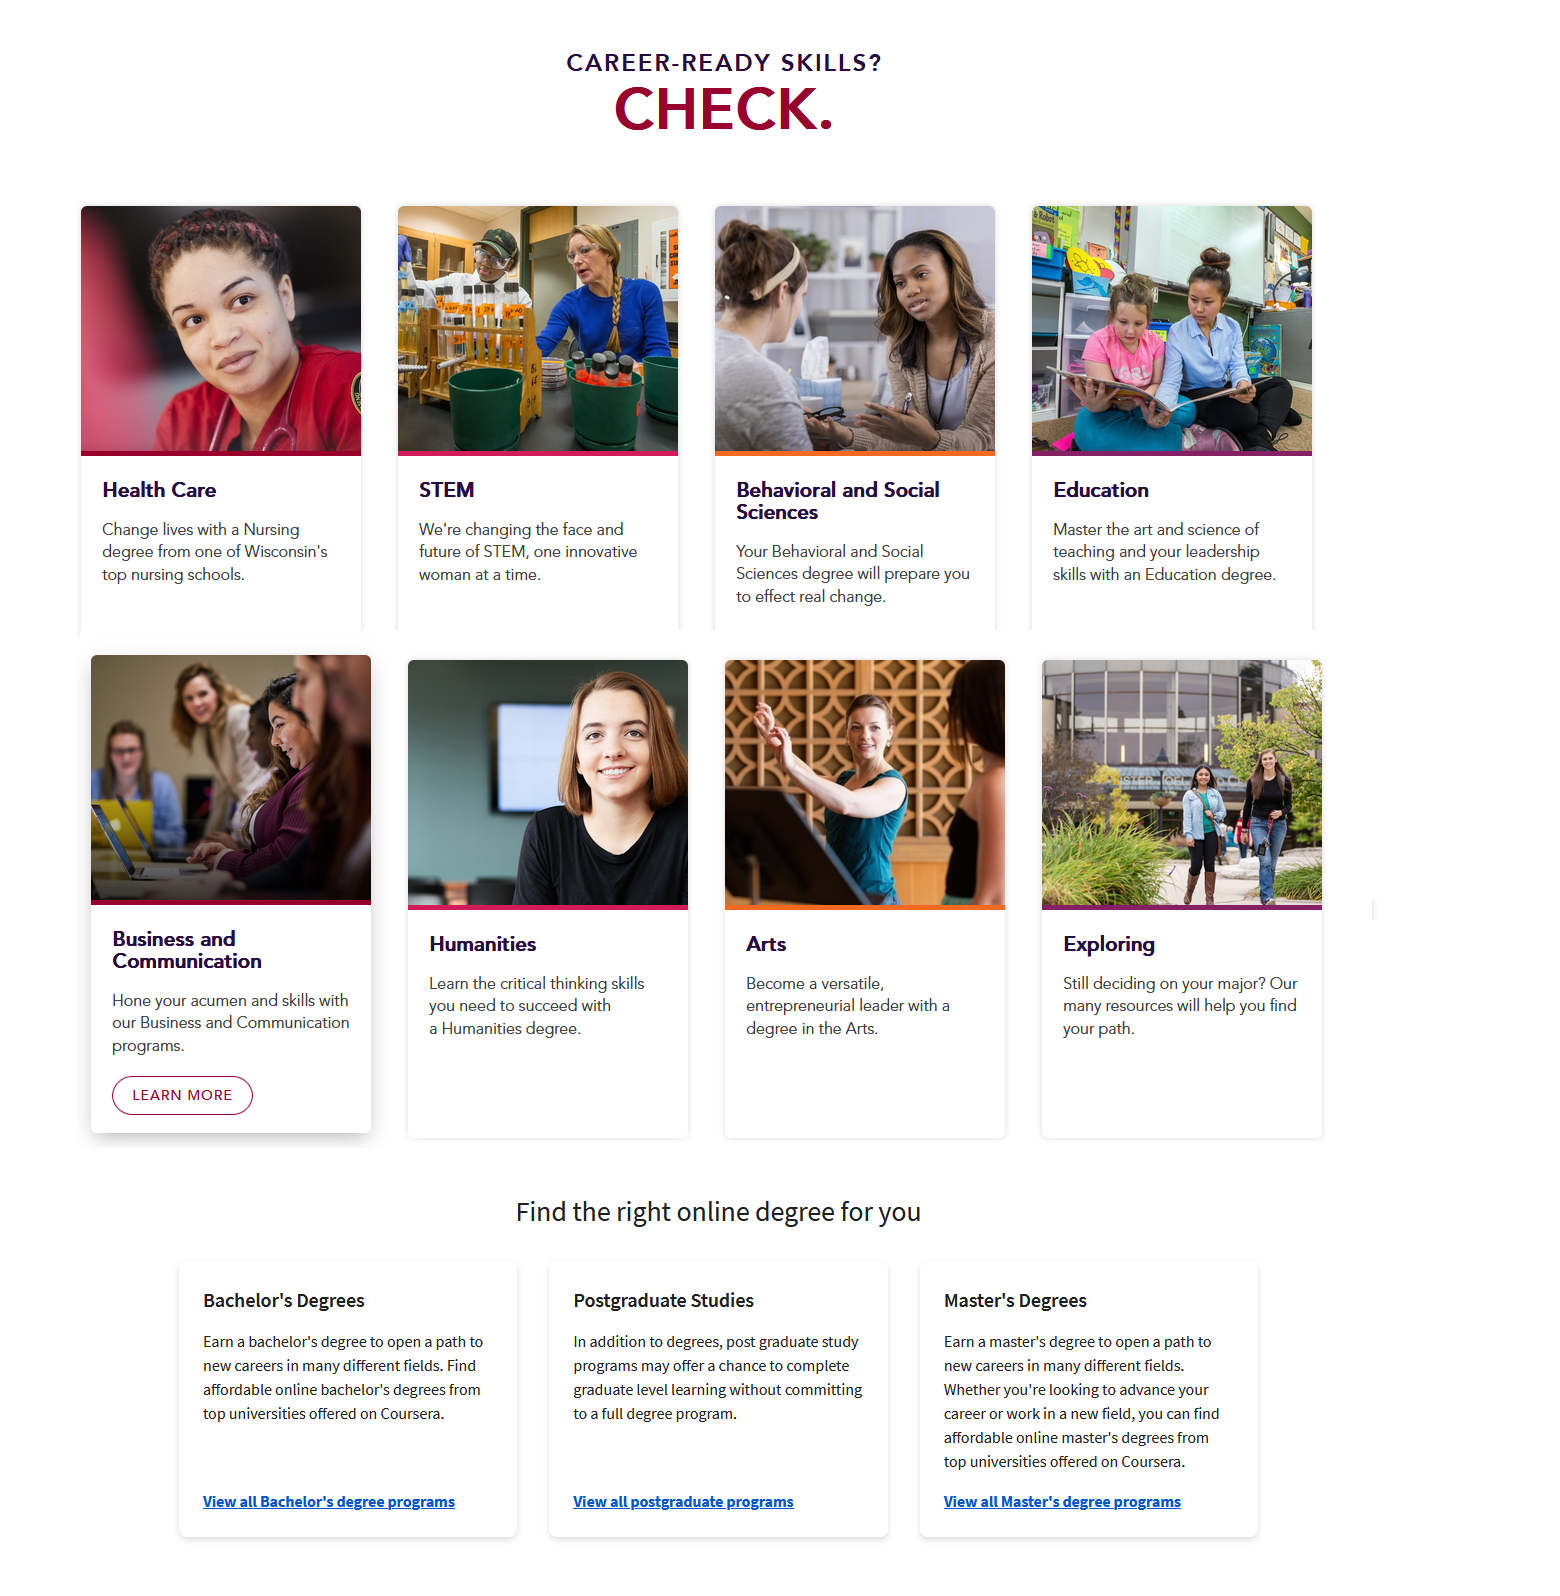 CAREER-READY SKILLS?
CHECK.
Health Care
Change lives with a Nursing
degree from one of Wisconsin's
top nursing schools.
STEM
We're changing the face and
future of STEM, one innovative
woman at a time.
Behavioral and Social
Sciences
Your Behavioral and Social
Sciences degree will prepare you
to effect real change.
& Robot
Education
Master the art and science of
teaching and your leadership
skills with an Education degree.
Business and
Communication
Hone your acumen and skills with
our Business and Communication
programs.
LEARN MORE
Humanities
Learn the critical thinking skills
you need to succeed with
a Humanities degree.
Arts
Become a versatile,
entrepreneurial leader with a
degree in the Arts.
Exploring
Still deciding on your major? Our
many resources will help you find
your path.
Find the right online degree for you
Bachelor's Degrees
Earn a bachelor's degree to open a path to
new careers in many different fields. Find
affordable online bachelor's degrees from
top universities offered on Coursera.
View all Bachelor's degree programs
Postgraduate Studies
In addition to degrees, post graduate study
programs may offer a chance to complete
graduate level learning without committing
to a full degree program.
View all postgraduate programs
Master's Degrees
Earn a master's degree to open a path to
new careers in many different fields.
Whether you're looking to advance your
career or work in a new field, you can find
affordable online master's degrees from
top universities offered on Coursera.
View all Master's degree programs